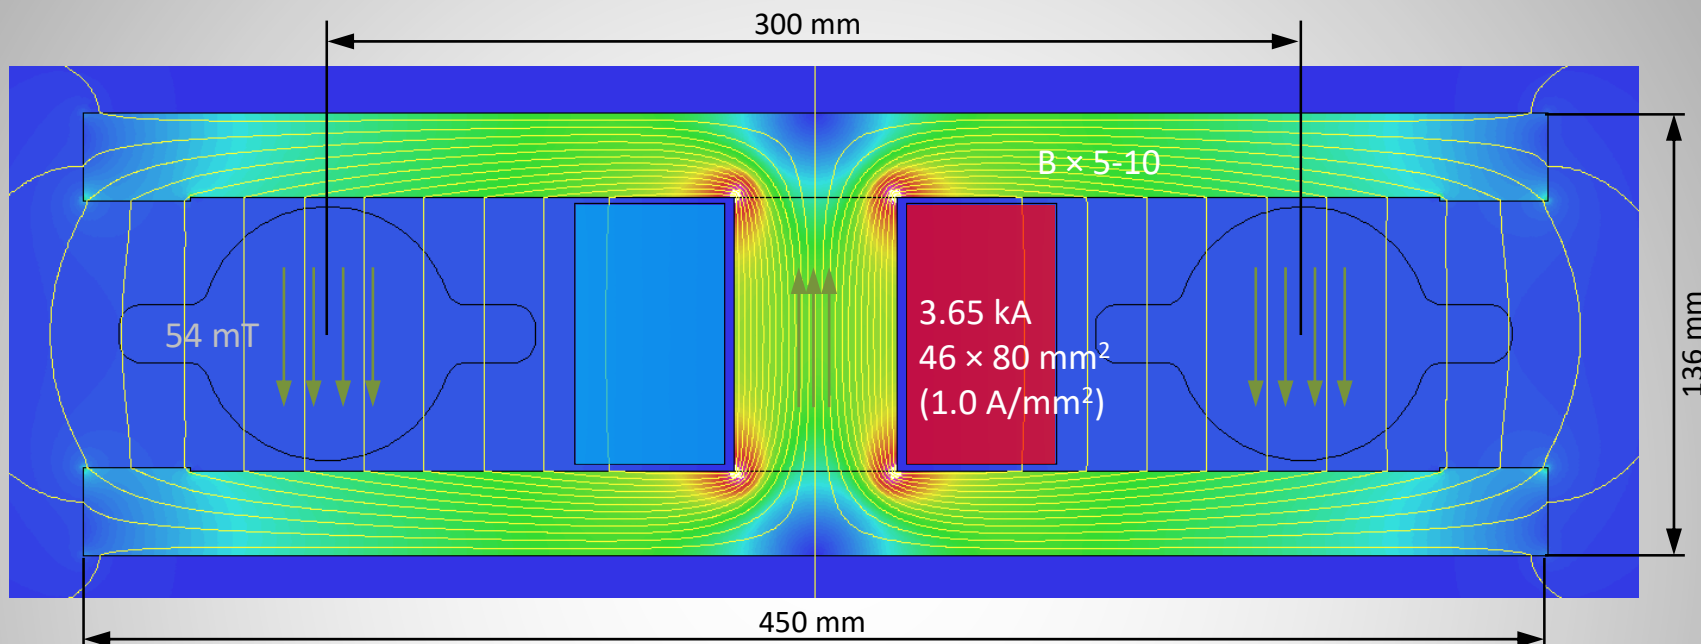 300 mm
B × 5-10
54 mT
3.65 kA
46 × 80 mm²
(1.0 A/mm²)
136 mm
450 mm